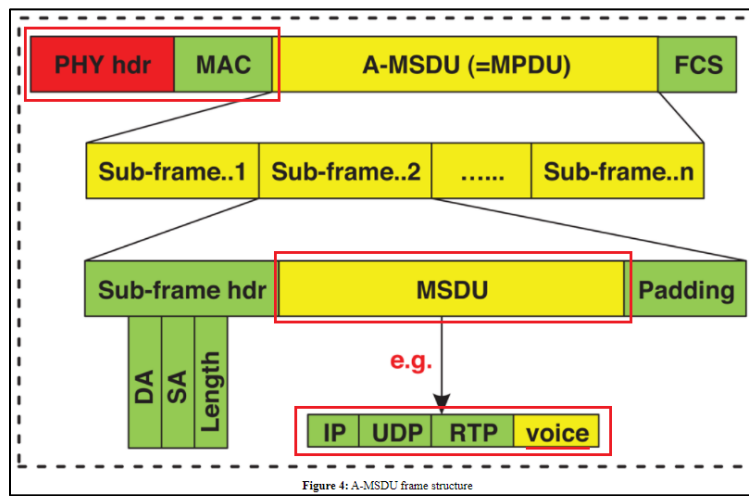 PHY hdr MAC A-MSDU (=MPDU) FCS
Sub-frame..1 Sub-frame..2 ...... Sub-frame..n
Sub-frame hdr MSDU Padding
DA SA Length
e.g.
IP UDP RTP voice
Figure 4: A-MSDU frame structure